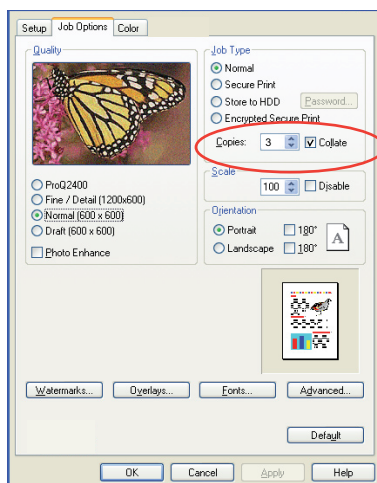 Setup Job Options Color
Quality
ProQ2400
Fine / Detail (1200x600)
Normal (600 x 600)
Draft (600 x 600)
Photo Enhance
Job Type
Normal
Secure Print
Store to HDD Password...
Encrypted Secure Print
Copies: 3 Collate
Scale
100 Disable
Orientation
Portrait 180°
Landscape 180°
A
Watermarks... Overlays... Fonts... Advanced...
Default
OK Cancel Apply Help